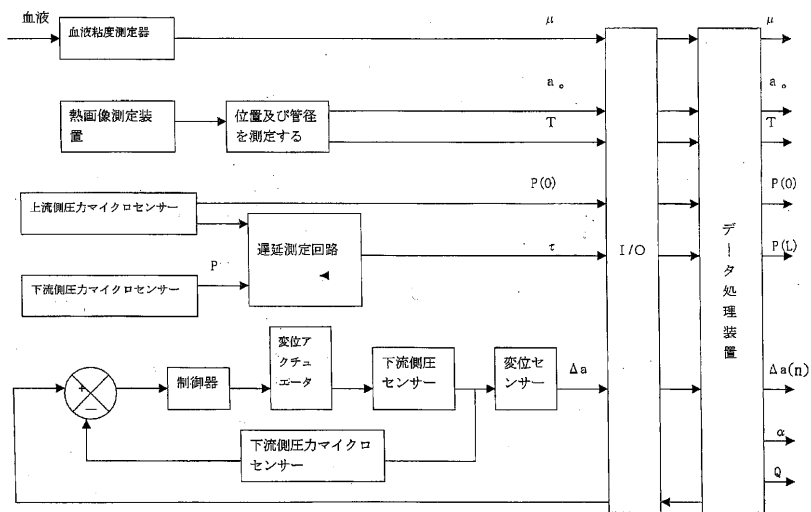 血液
血液粘度測定器
μ
μ
熱画像測定装
置
位置及び管径
を測定する
a₀
T
a₀
T
P(0)
P(0)
上流側圧力マイクロセンサー
遅延測定回路
τ
I/O
データ処理装置
P(L)
P
下流側圧力マイクロセンサー
+
−
制御器
変位ア
クチュ
エータ
下流側圧
センサー
変位セ
ンサー
Δa
Δa(n)
下流側圧力マイクロ
センサー
α
Q